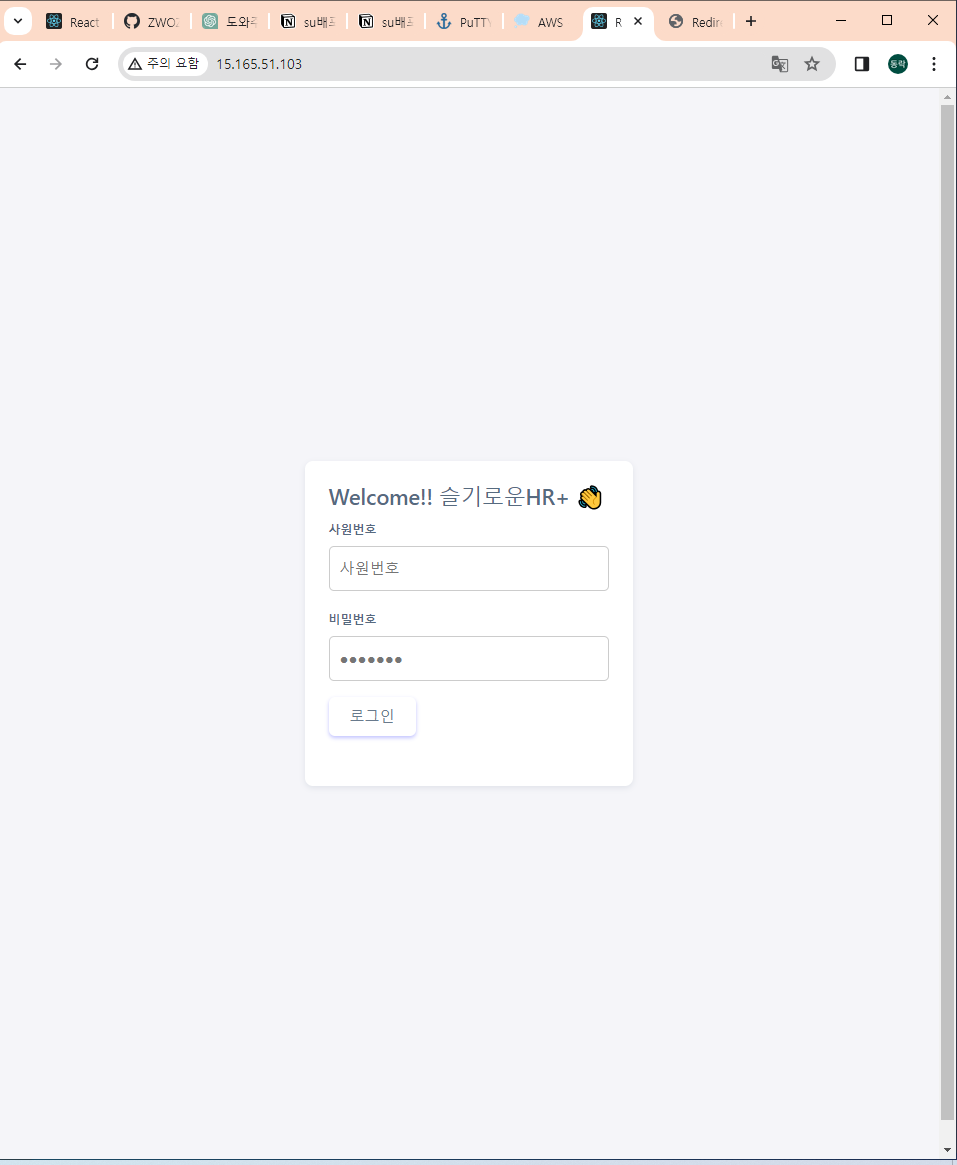 React
ZWO
도와
su배
su배
PuTTY
AWS
R
Redir
주의 요함
15.165.51.103
동락
Welcome!! 슬기로운HR+ 👋
사원번호
사원번호
비밀번호
•••••••
로그인